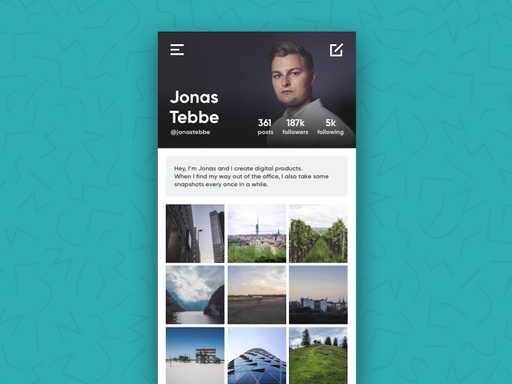 Jonas
Tebbe
@jonastebbe
361 187k 5k
posts followers following
Hey, I'm Jonas and I create digital products.
When I find my way out of the office, I also take some
snapshots every once in a while.